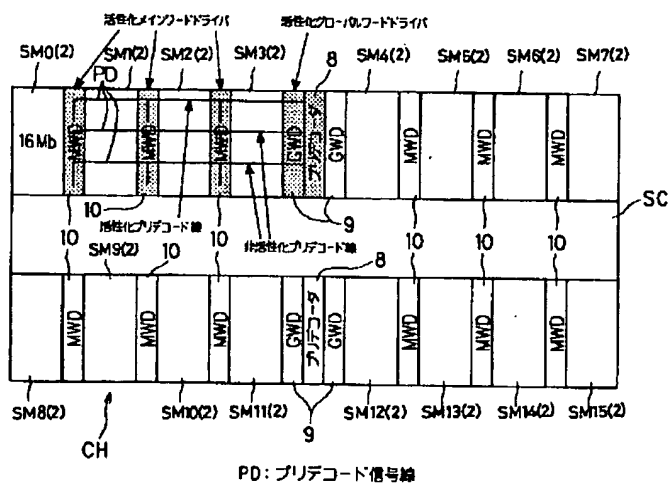 活性化メインワードドライバ 活性化グローバルワードドライバ
SM0(2) SM1(2) SM2(2) SM3(2) 8 SM4(2) SM5(2) SM6(2) SM7(2)
PD
16Mb MWD MWD MWD GWD プリデコーダ GWD MWD MWD MWD
10 9 SC
活性化プリデコード線 非活性化プリデコード線
10 SM9(2) 10 10 8 10 10 10
MWD MWD MWD GWD プリデコーダ GWD MWD MWD MWD
SM8(2) SM10(2) SM11(2) 9 SM12(2) SM13(2) SM14(2) SM15(2)
CH
PD：プリデコード信号線